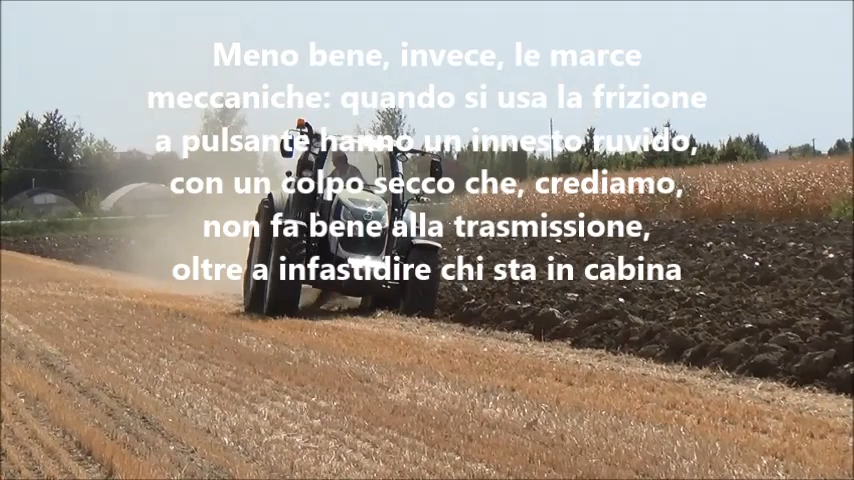 Meno bene, invece, le marce
meccaniche: quando si usa la frizione
a pulsante hanno un innesto ruvido,
con un colpo secco che, crediamo,
non fa bene alla trasmissione,
oltre a infastidire chi sta in cabina